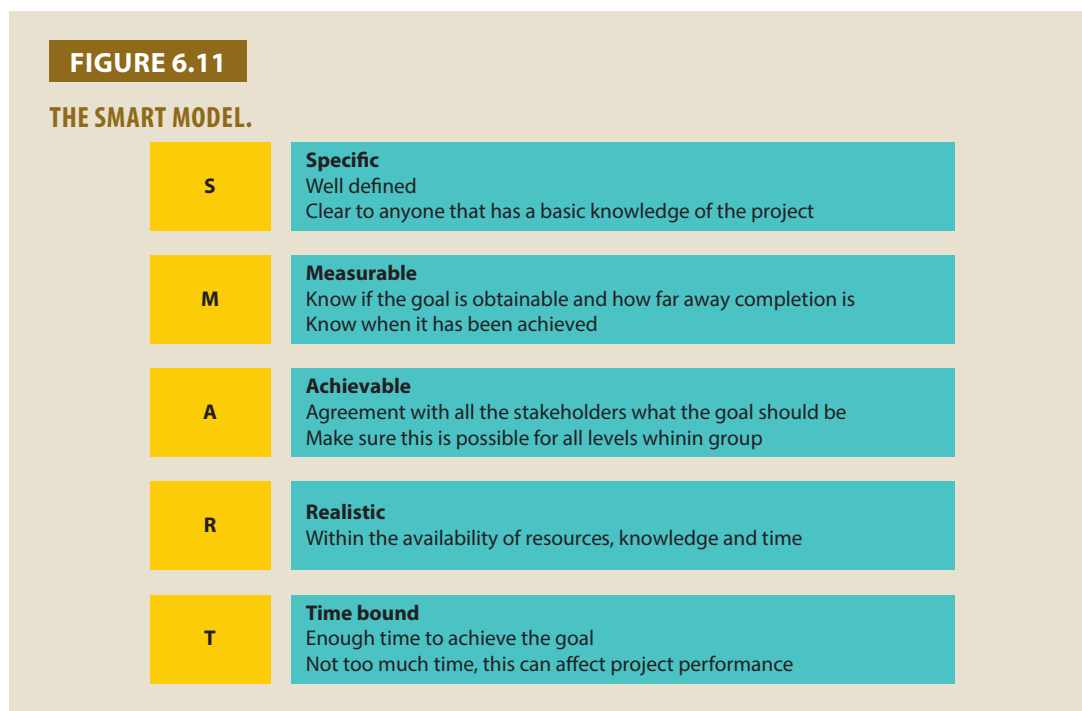 FIGURE 6.11
THE SMART MODEL.
S
Specific
Well defined
Clear to anyone that has a basic knowledge of the project
M
Measurable
Know if the goal is obtainable and how far away completion is
Know when it has been achieved
A
Achievable
Agreement with all the stakeholders what the goal should be
Make sure this is possible for all levels whinin group
R
Realistic
Within the availability of resources, knowledge and time
T
Time bound
Enough time to achieve the goal
Not too much time, this can affect project performance